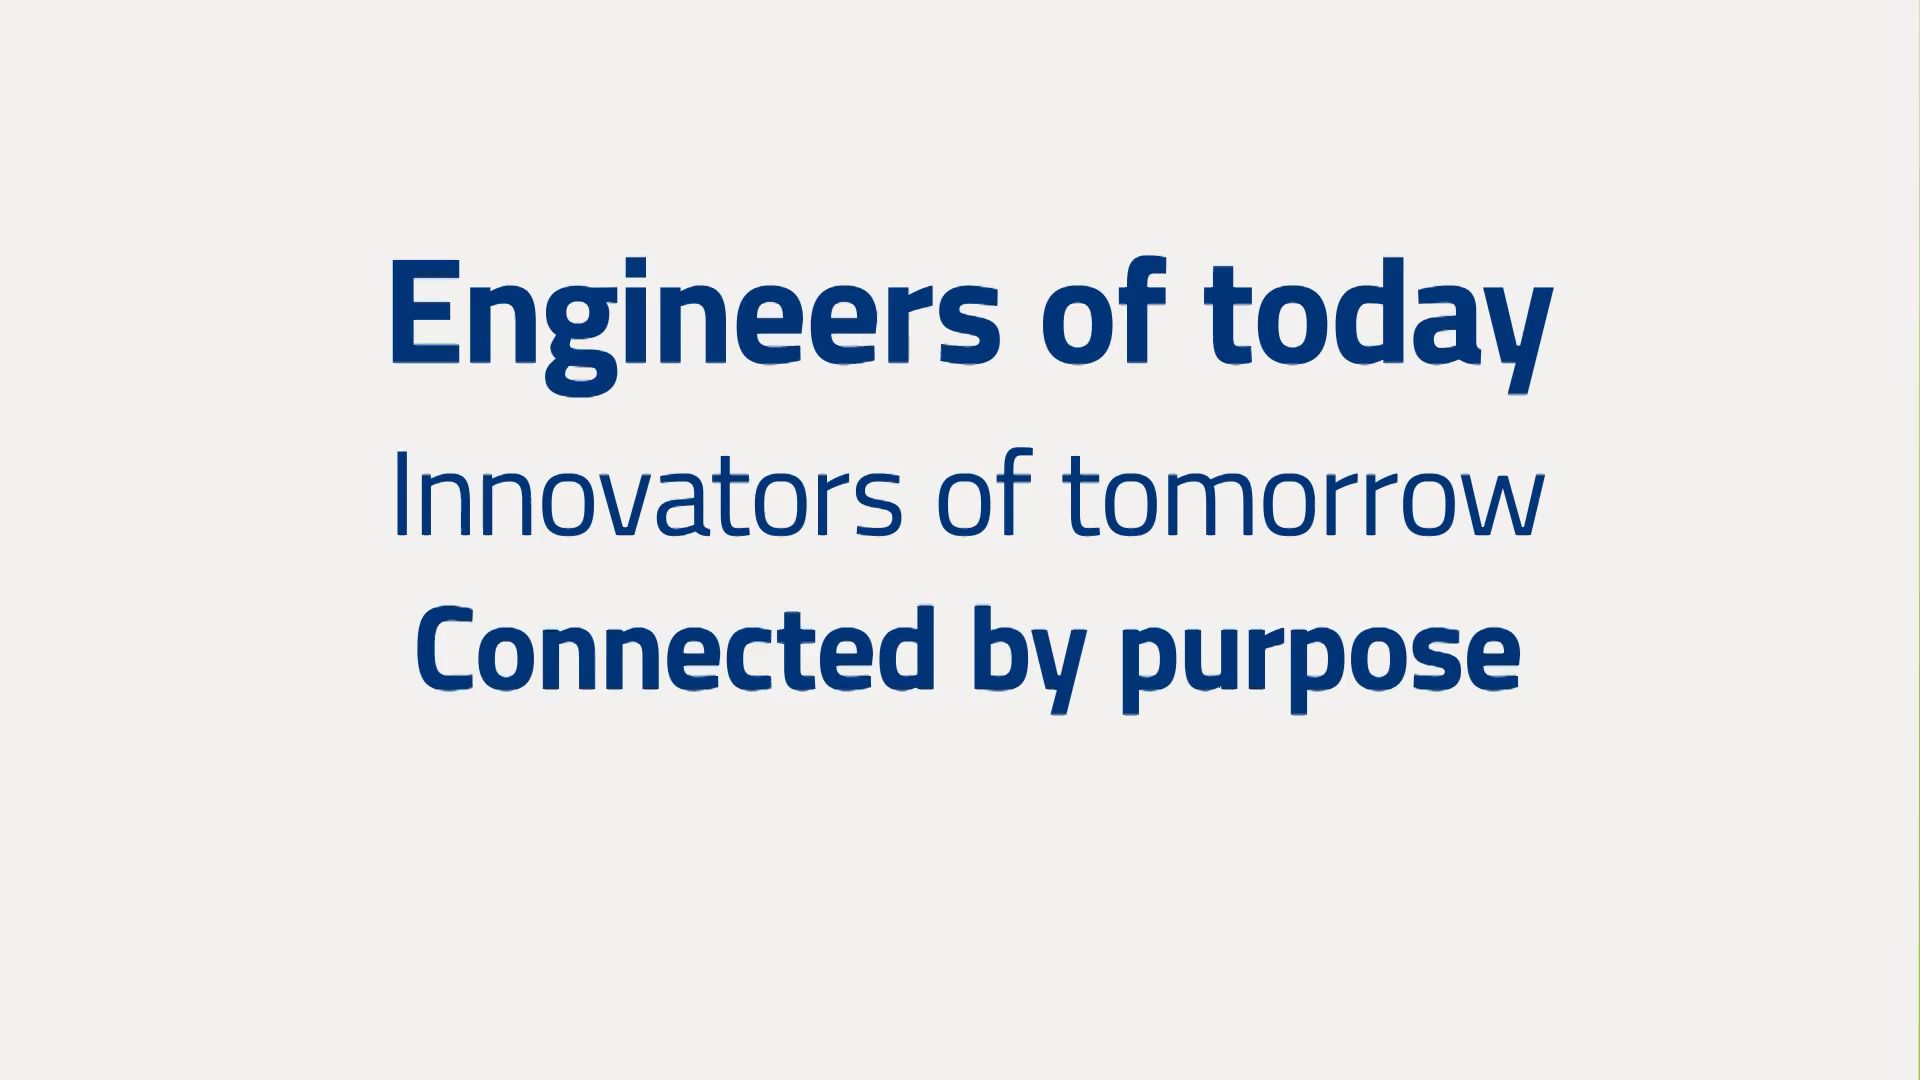 Engineers of today
Innovators of tomorrow
Connected by purpose